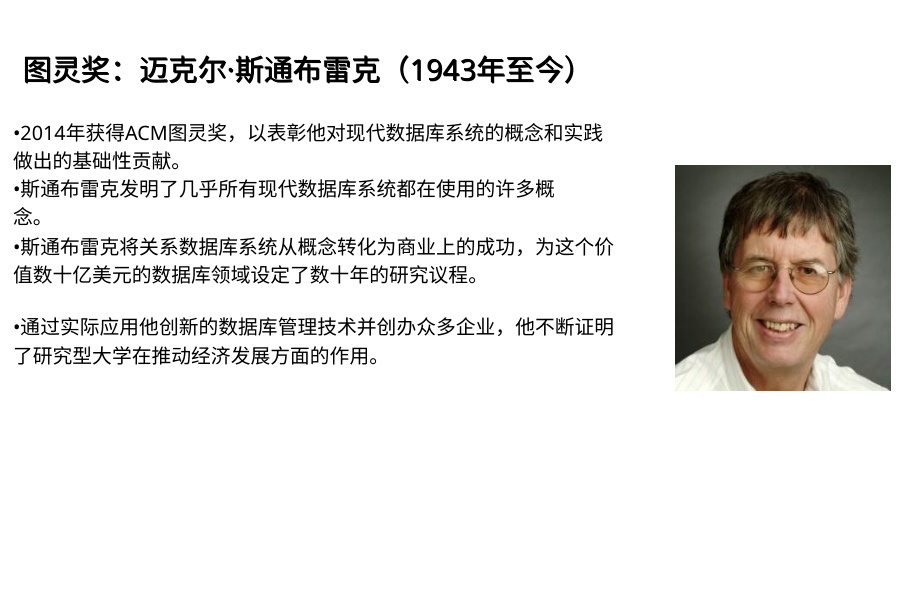 图灵奖：迈克尔·斯通布雷克（1943年至今）
•2014年获得ACM图灵奖，以表彰他对现代数据库系统的概念和实践
做出的基础性贡献。
•斯通布雷克发明了几乎所有现代数据库系统都在使用的许多概
念。
•斯通布雷克将关系数据库系统从概念转化为商业上的成功，为这个价
值数十亿美元的数据库领域设定了数十年的研究议程。
•通过实际应用他创新的数据库管理技术并创办众多企业，他不断证明
了研究型大学在推动经济发展方面的作用。